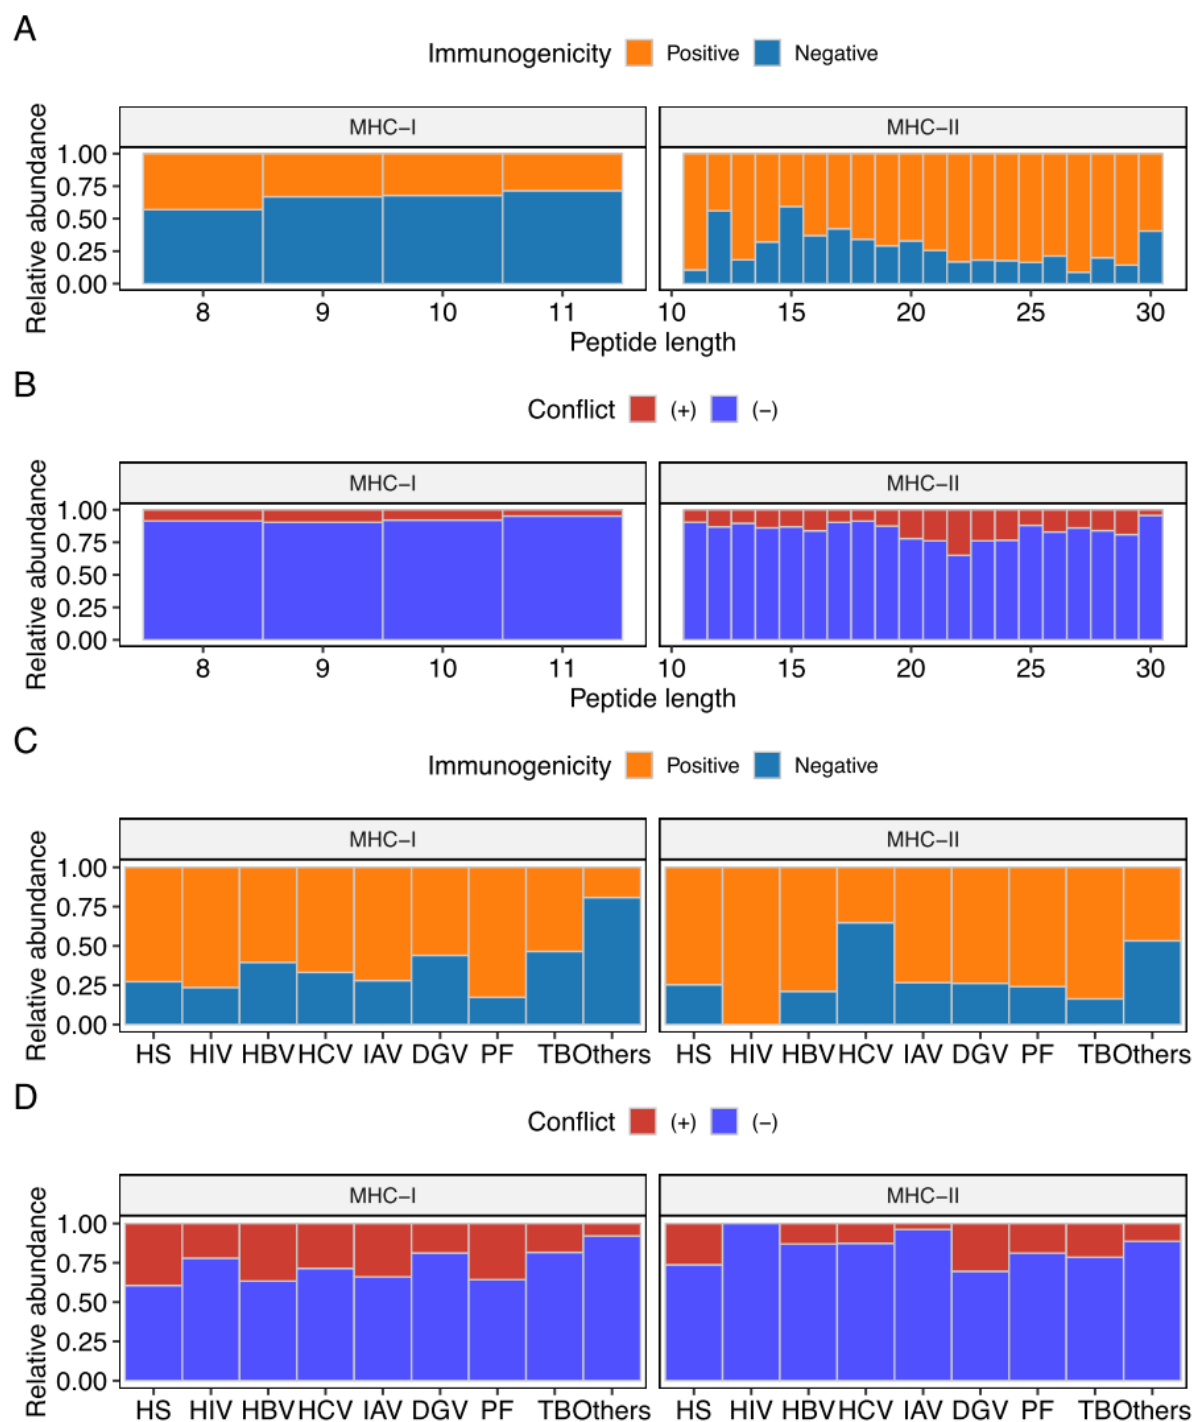 A
Immunogenicity Positive Negative
MHC−I MHC−II
Relative abundance
1.00
0.75
0.50
0.25
0.00
8 9 10 11 10 15 20 25 30
Peptide length
B
Conflict (+) (−)
MHC−I MHC−II
Relative abundance
1.00
0.75
0.50
0.25
0.00
8 9 10 11 10 15 20 25 30
Peptide length
C
Immunogenicity Positive Negative
MHC−I MHC−II
Relative abundance
1.00
0.75
0.50
0.25
0.00
HS HIV HBV HCV IAV DGV PF TB Others HS HIV HBV HCV IAV DGV PF TB Others
D
Conflict (+) (−)
MHC−I MHC−II
Relative abundance
1.00
0.75
0.50
0.25
0.00
HS HIV HBV HCV IAV DGV PF TB Others HS HIV HBV HCV IAV DGV PF TB Others